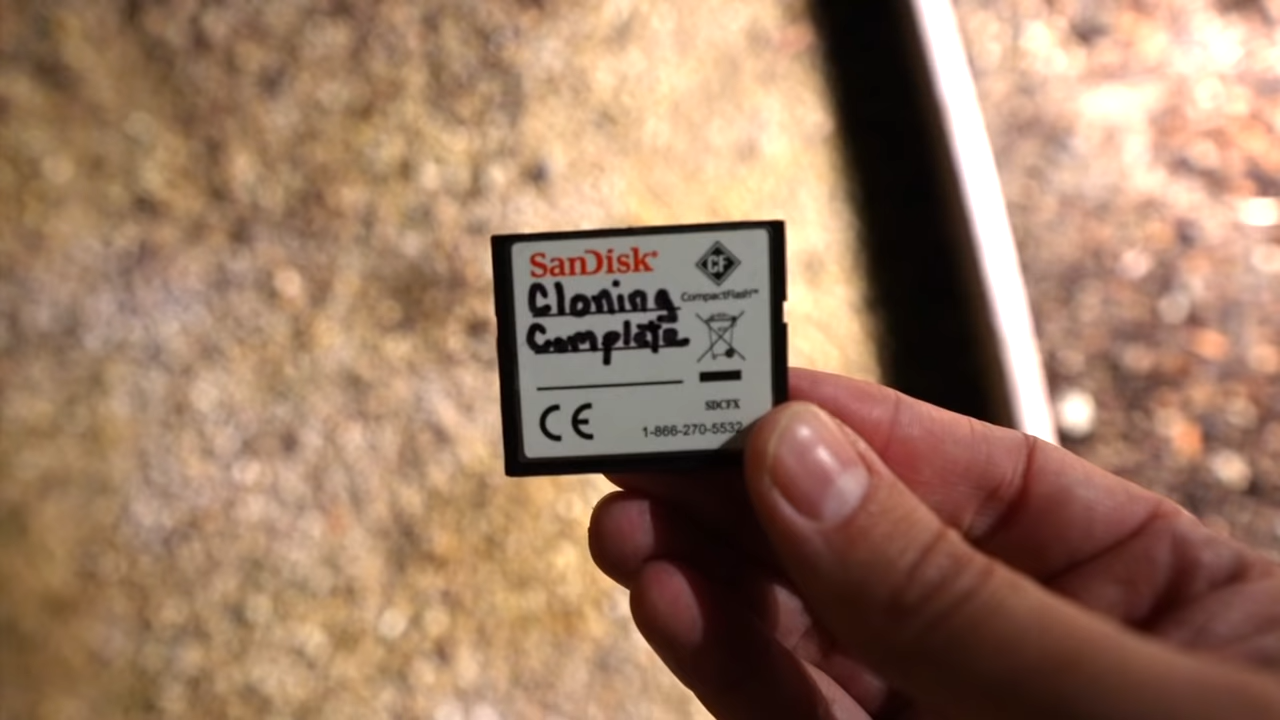 SanDisk®
CF
CompactFlash™
Cloning
Complete
CE
SDCFX
1-866-270-5532